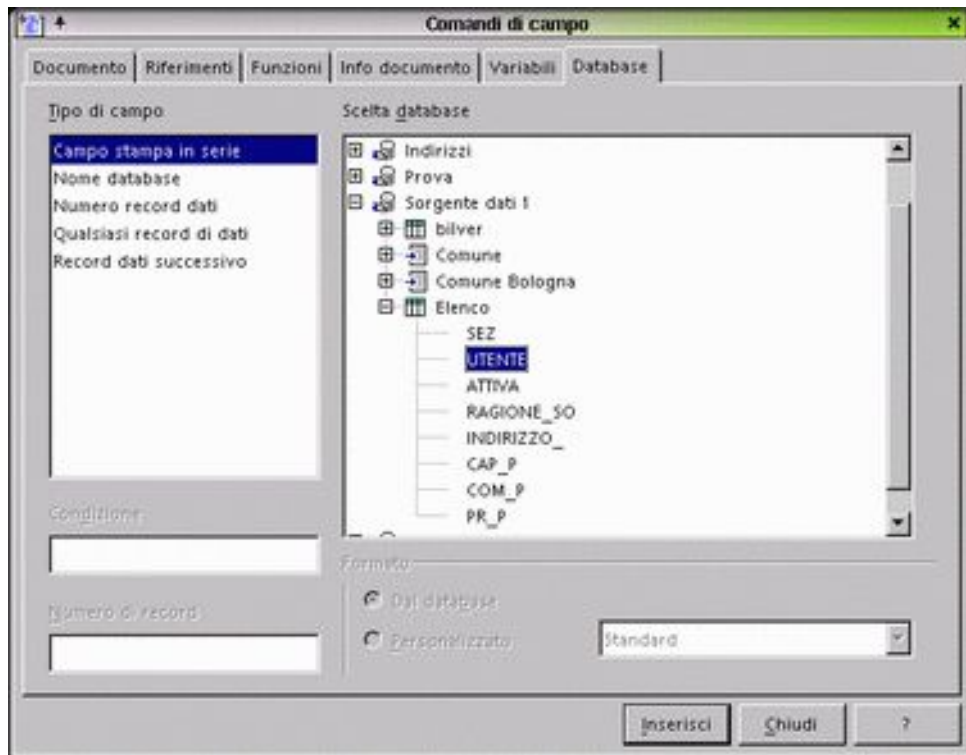 Comandi di campo
Documento Riferimenti Funzioni Info documento Variabili Database
Tipo di campo
Campo stampa in serie
Nome database
Numero record dati
Qualsiasi record di dati
Record dati successivo
Condizione
Numero di record
Scelta database
Indirizzi
Prova
Sorgente dati 1
bilver
Comune
Comune Bologna
Elenco
SEZ
UTENTE
ATTIVA
RAGIONE_SO
INDIRIZZO_
CAP_P
COM_P
PR_P
Formato
Dal database
Personalizzato
Standard
Inserisci Chiudi ?